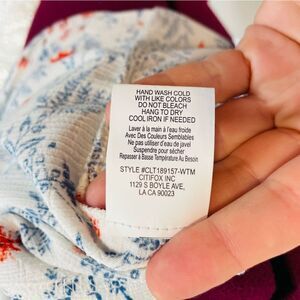 HAND WASH COLD
WITH LIKE COLORS
DO NOT BLEACH
HANG TO DRY
COOL IRON IF NEEDED
Laver à la main à l'eau froide
Avec Des Couleurs Semblables
Ne pas utiliser d'eau de javel
Suspendre pour sécher
Repasser à Basse Température Au Besoin
STYLE #CLT189157-WTM
CITIFOX INC
1129 S BOYLE AVE,
LA CA 90023